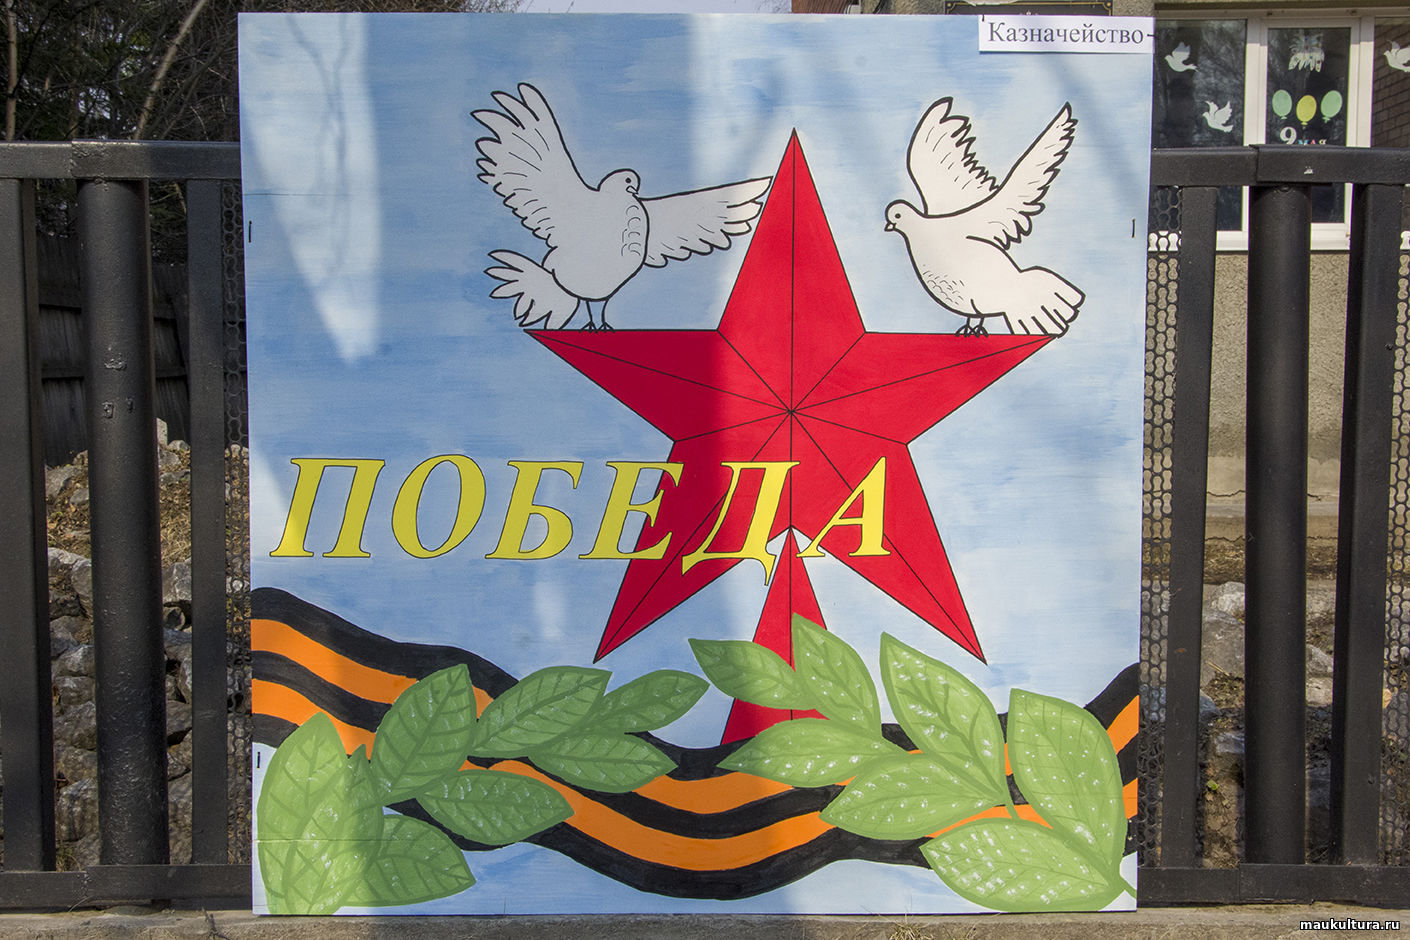 Казначейство
9 мая
ПОБЕДА
maukultura.ru